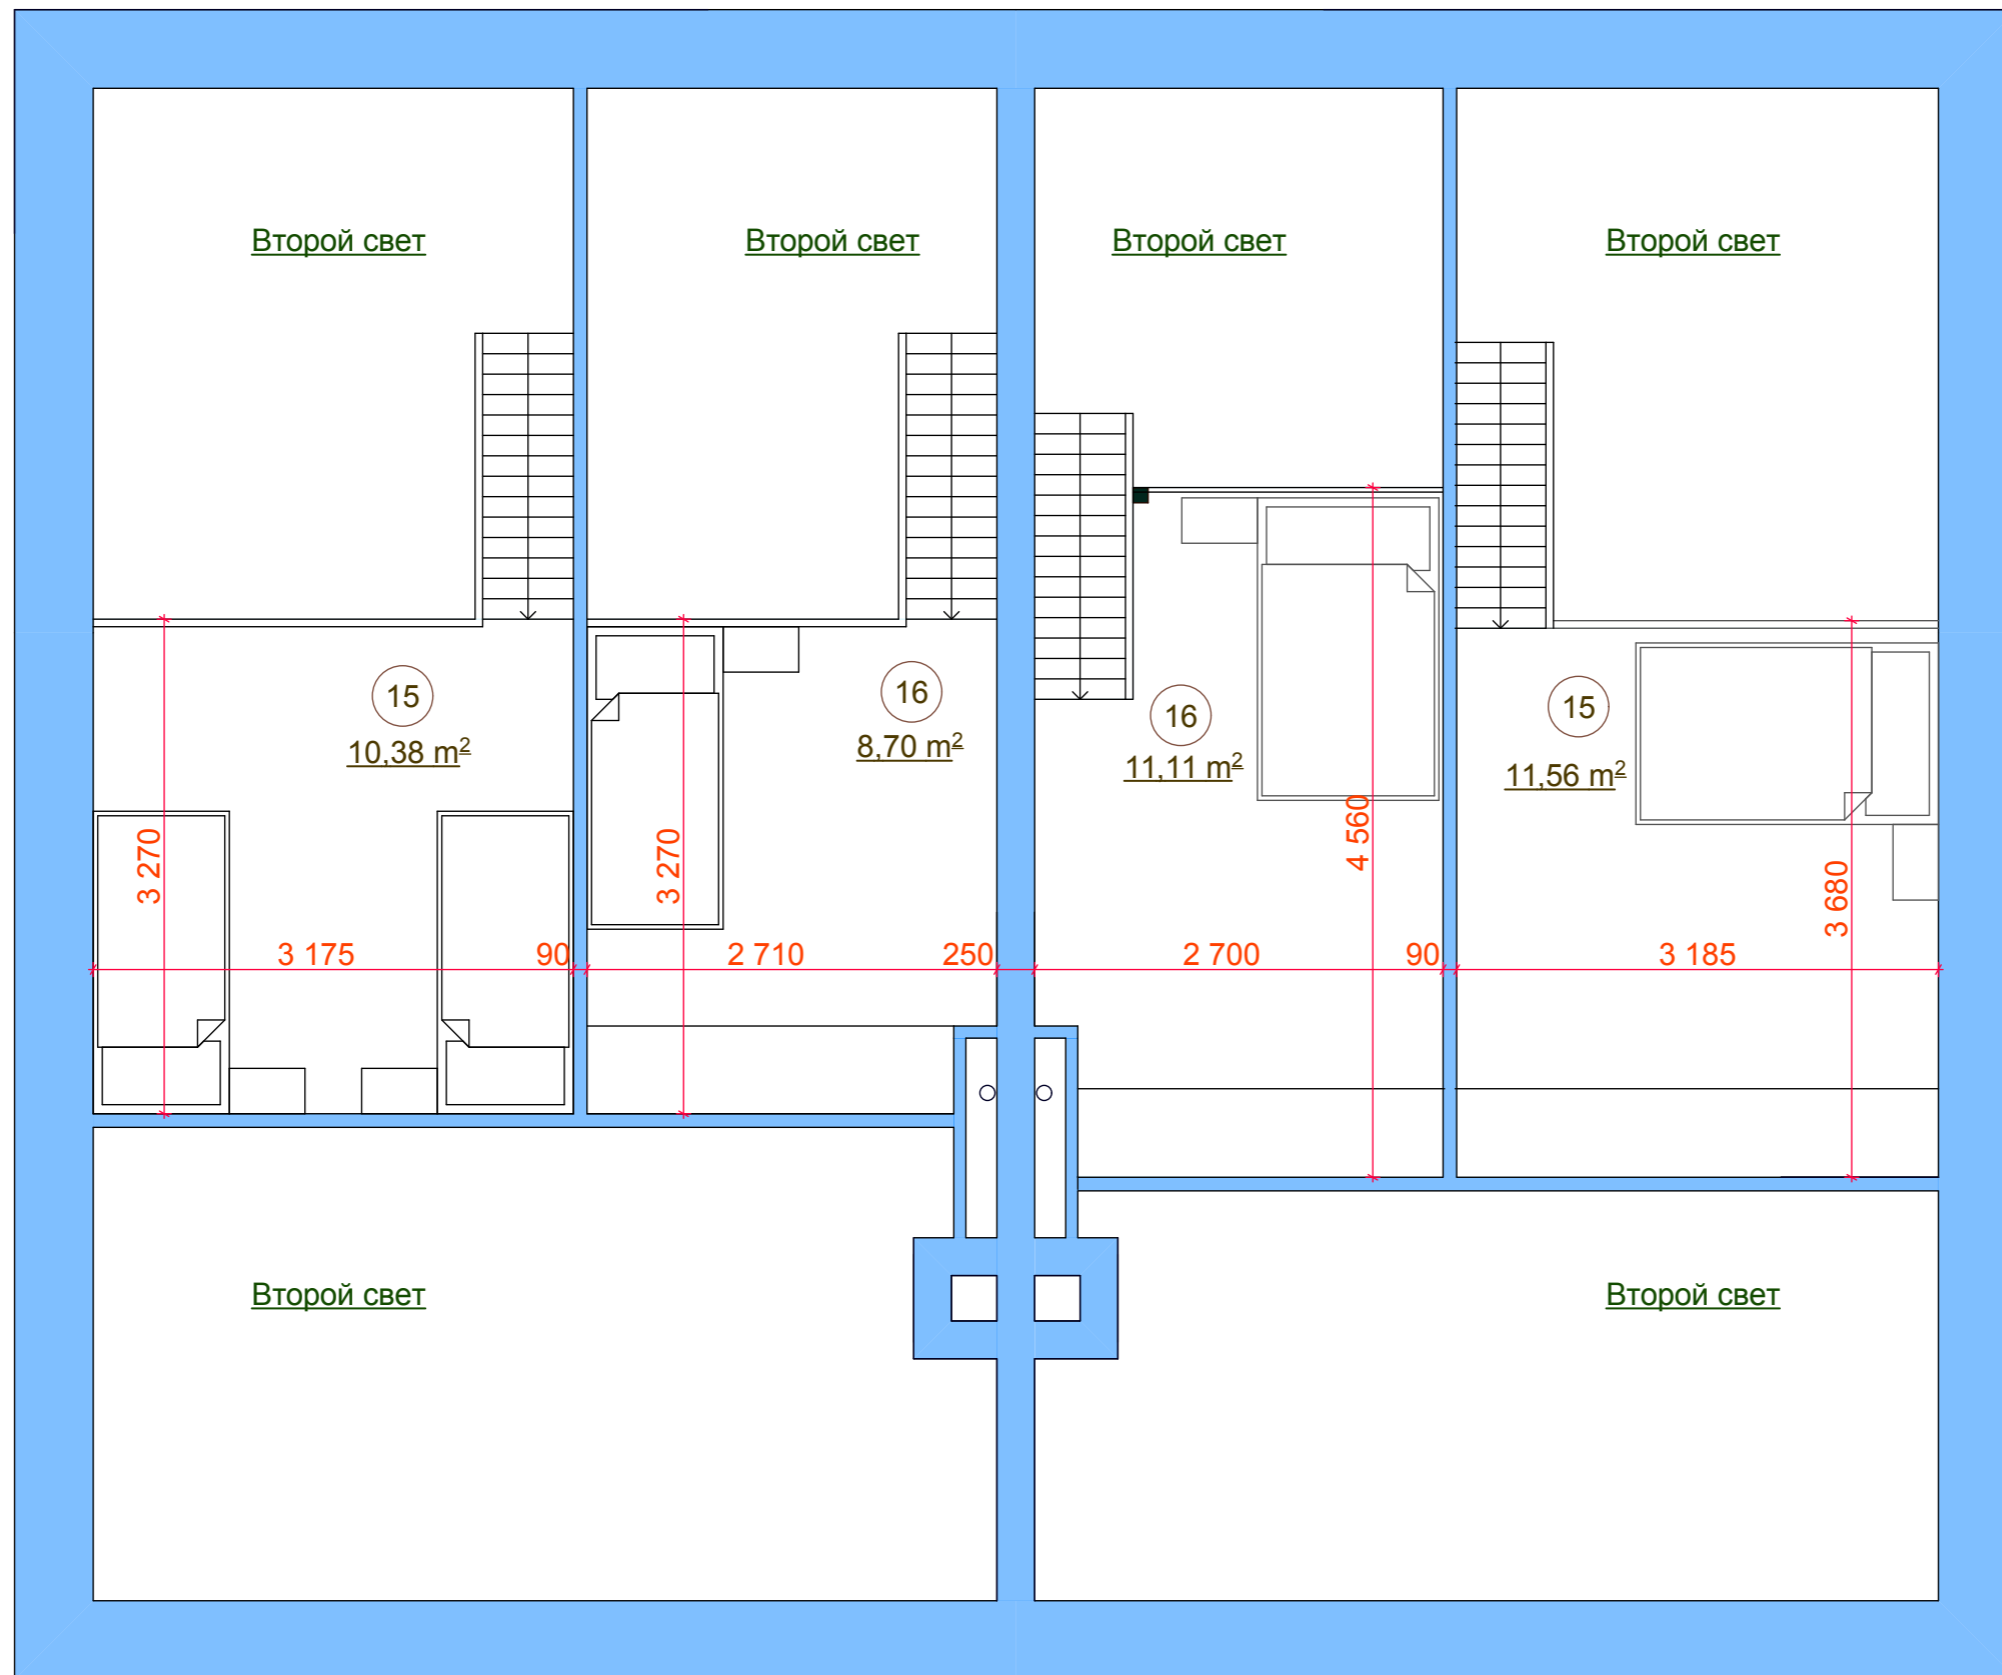 Второй свет
Второй свет
Второй свет
Второй свет
15
10,38 m²
16
8,70 m²
16
11,11 m²
15
11,56 m²
3 270
3 270
4 560
3 680
3 175
90
2 710
250
2 700
90
3 185
Второй свет
Второй свет